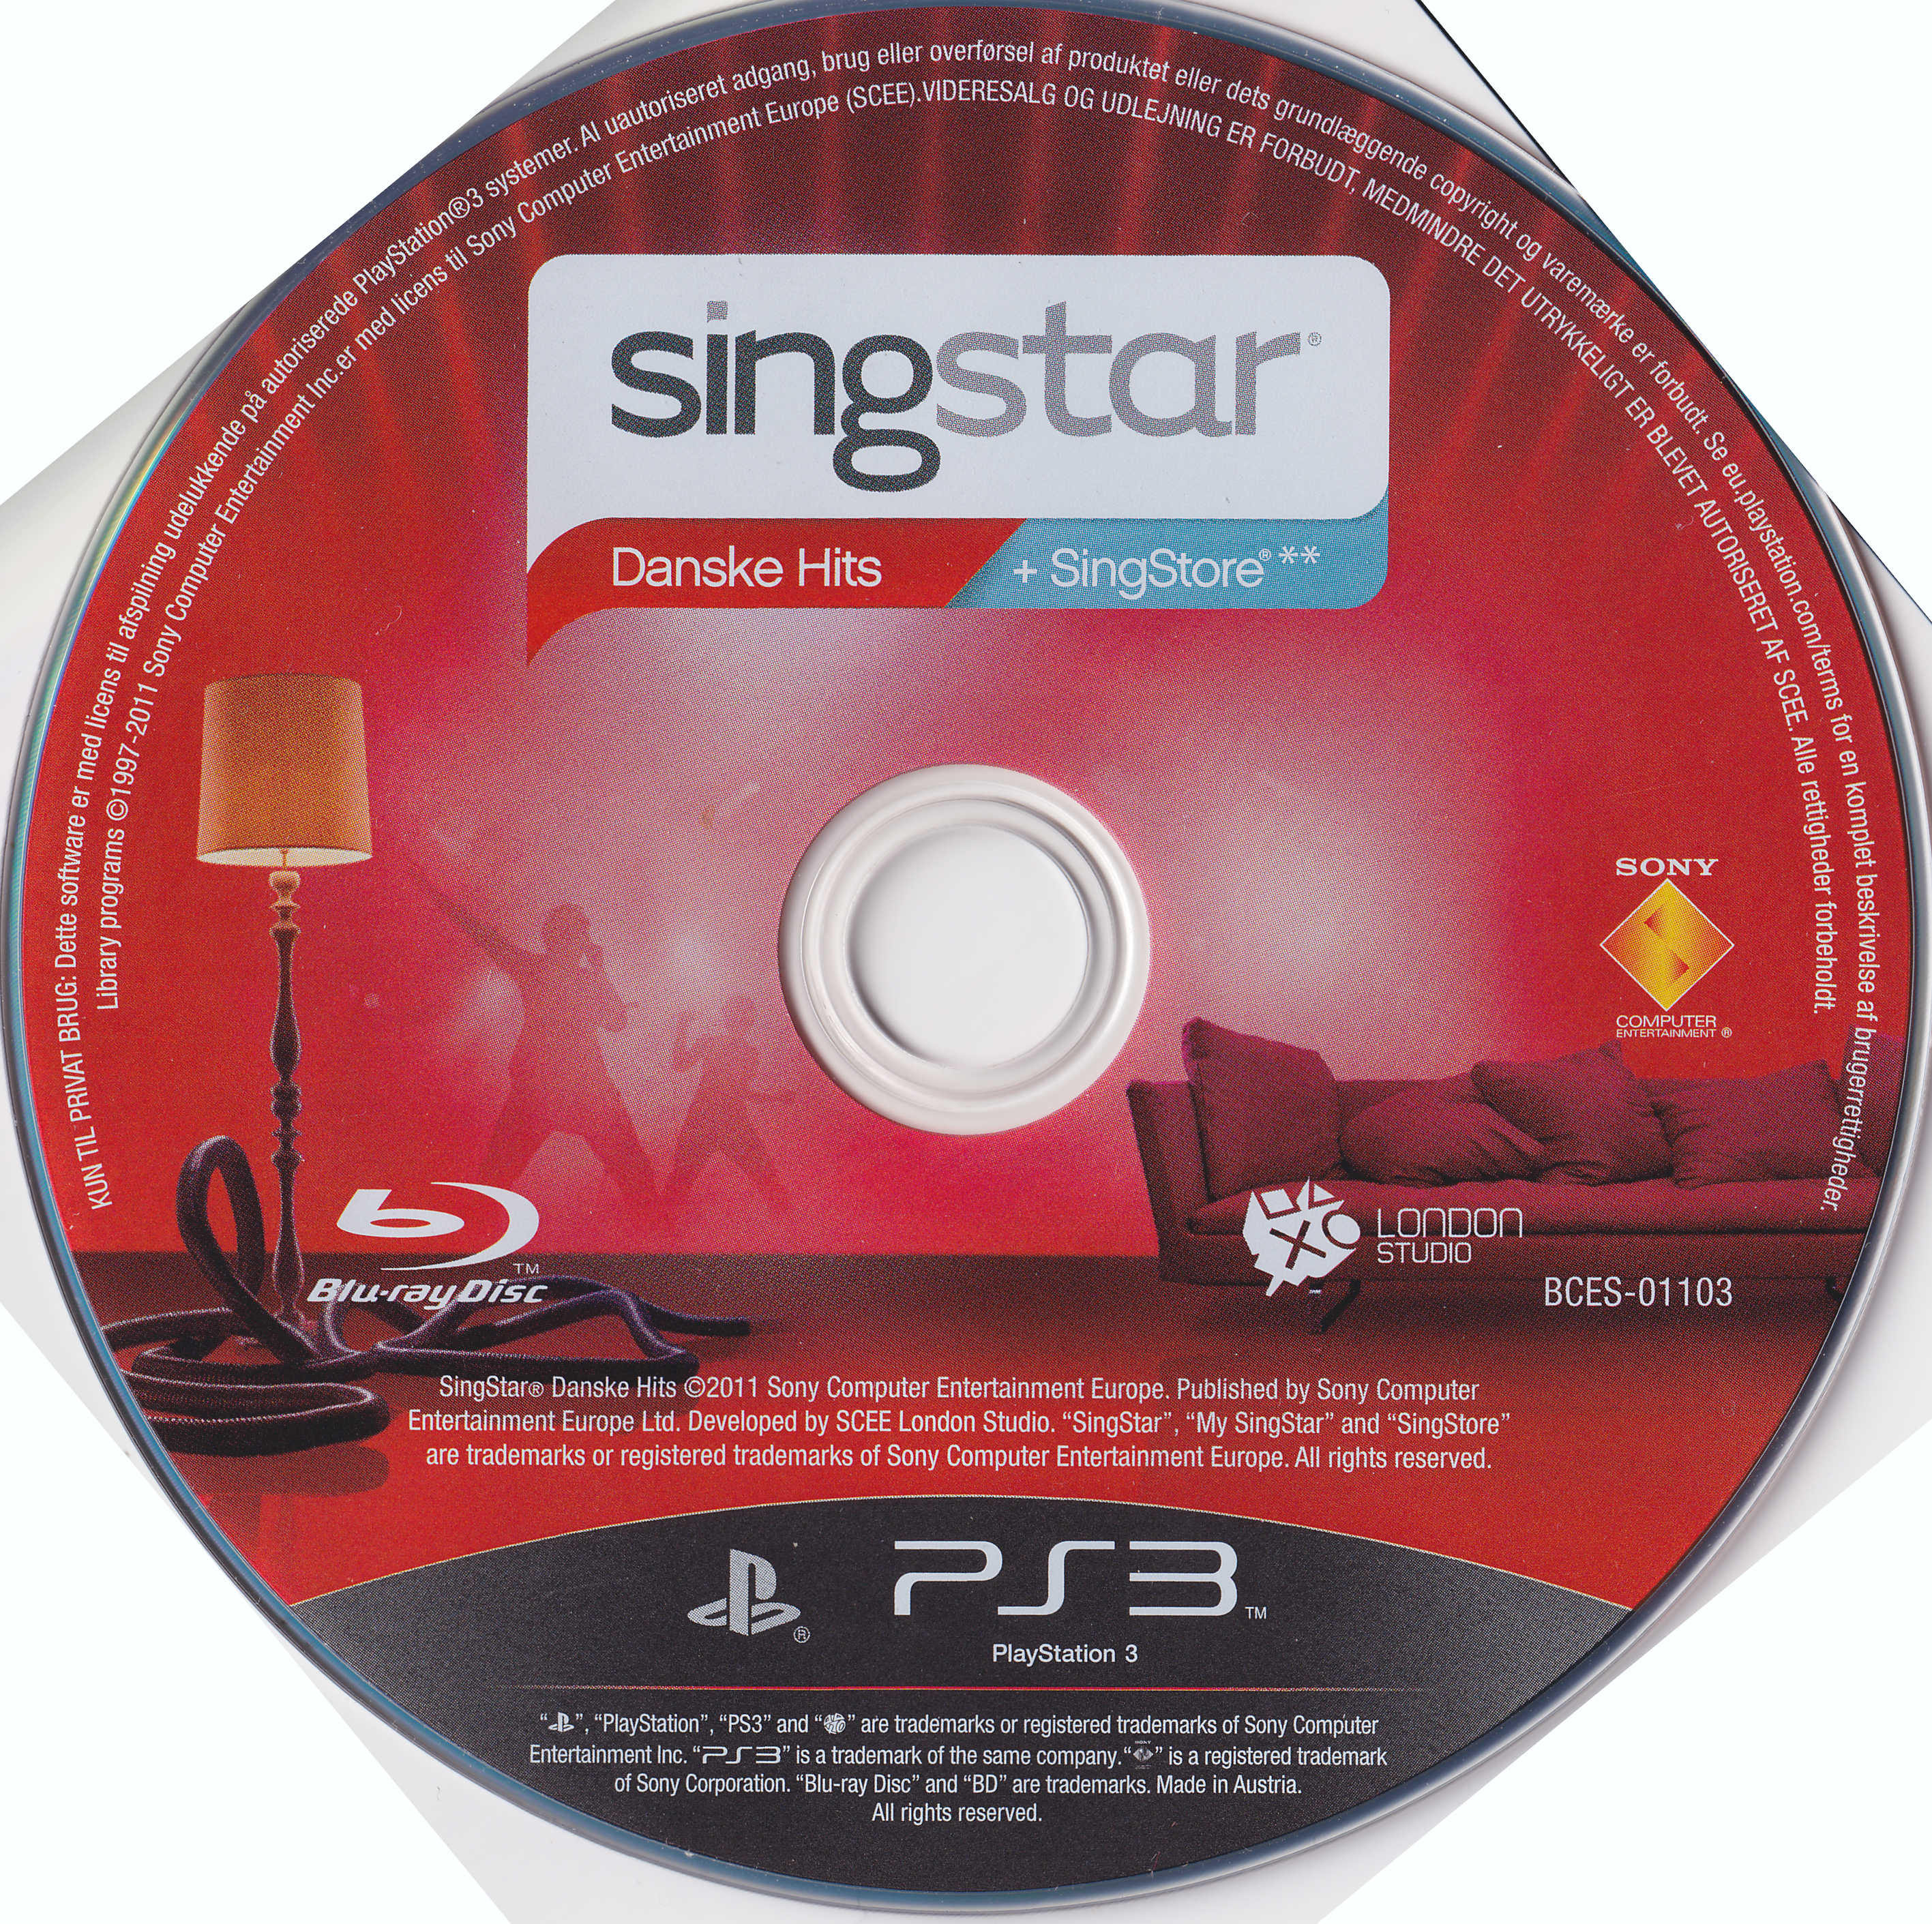 KUN TIL PRIVAT BRUG: Dette software er med licens til afspilning udelukkende på autoriserede PlayStation®3 systemer. Al uautoriseret adgang, brug eller overførsel af produktet eller dets grundlæggende copyright og varemærke er forbudt. Se eu.playstation.com/terms for en komplet beskrivelse af brugerrettigheder.
Library programs ©1997-2011 Sony Computer Entertainment Inc.er med licens til Sony Computer Entertainment Europe (SCEE).VIDERESALG OG UDLEJNING ER FORBUDT, MEDMINDRE DET UTRYKKELIGT ER BLEVET AUTORISERET AF SCEE. Alle rettigheder forbeholdt.
singstar®
Danske Hits + SingStore®**
SONY
COMPUTER
ENTERTAINMENT ®
Blu-ray Disc™
LONDON
STUDIO
BCES-01103
SingStar® Danske Hits ©2011 Sony Computer Entertainment Europe. Published by Sony Computer
Entertainment Europe Ltd. Developed by SCEE London Studio. “SingStar”, “My SingStar” and “SingStore”
are trademarks or registered trademarks of Sony Computer Entertainment Europe. All rights reserved.
® PS3™
PlayStation 3
“ ”, “PlayStation”, “PS3” and “ ” are trademarks or registered trademarks of Sony Computer
Entertainment Inc. “PS3” is a trademark of the same company.“ ” is a registered trademark
of Sony Corporation. “Blu-ray Disc” and “BD” are trademarks. Made in Austria.
All rights reserved.